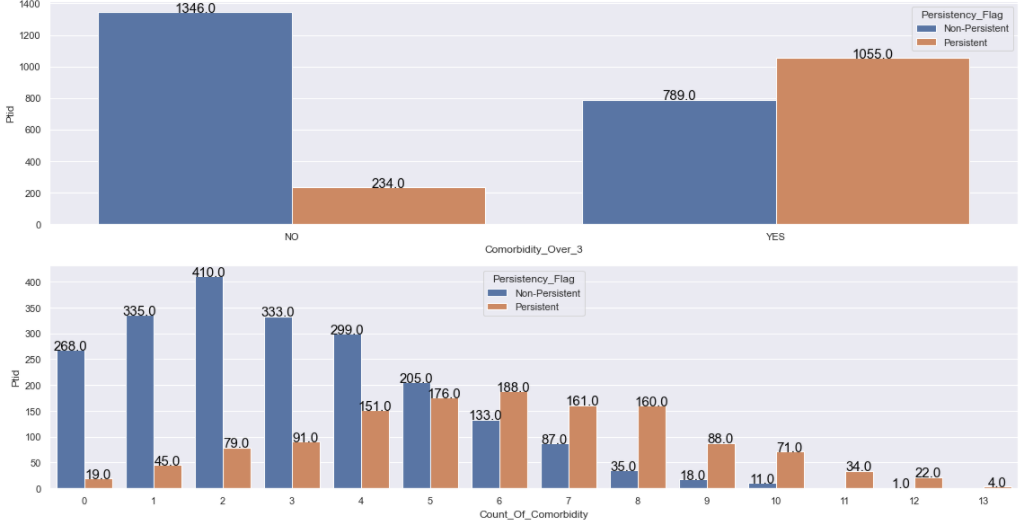 1400
1200
1000
800
600
400
200
0
Ptid
1346.0
234.0
789.0
1055.0
Persistency_Flag
Non-Persistent
Persistent
NO YES
Comorbidity_Over_3
400
350
300
250
200
150
100
50
0
Ptid
268.0 19.0
335.0 45.0
410.0 79.0
333.0 91.0
299.0 151.0
205.0 176.0
133.0 188.0
87.0 161.0
35.0 160.0
18.0 88.0
11.0 71.0
34.0
1.0 22.0
4.0
Persistency_Flag
Non-Persistent
Persistent
0 1 2 3 4 5 6 7 8 9 10 11 12 13
Count_Of_Comorbidity